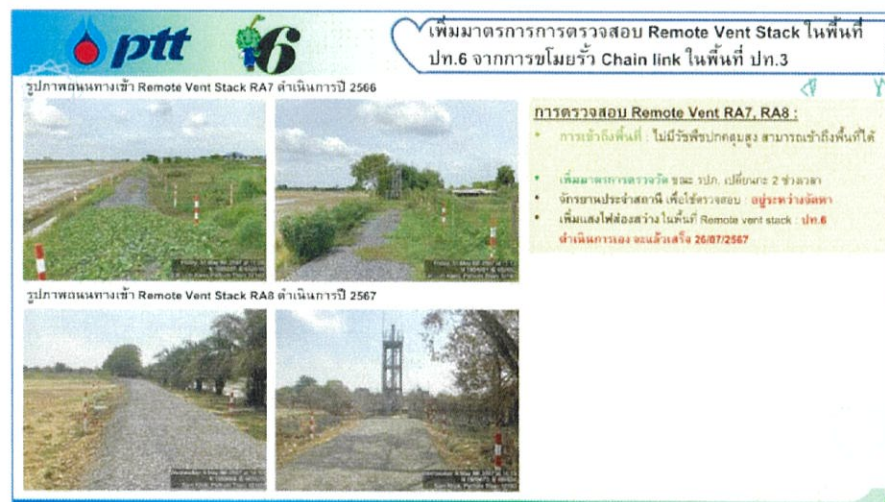 ptt
6
เพิ่มมาตรการการตรวจสอบ Remote Vent Stack ในพื้นที่
ปท.6 จากการขโมยรั้ว Chain link ในพื้นที่ ปท.3
รูปภาพถนนทางเข้า Remote Vent Stack RA7 ดำเนินการปี 2566
การตรวจสอบ Remote Vent RA7, RA8 :
การเข้าถึงพื้นที่ : ไม่มีวัชพืชปกคลุมสูง สามารถเข้าถึงพื้นที่ได้
เพิ่มมาตรการตรวจวัด ขณะ รปภ. เปลี่ยนกะ 2 ช่วงเวลา
จักรยานประจำสถานี เพื่อใช้ตรวจสอบ : อยู่ระหว่างจัดหา
เพิ่มแสงไฟส่องสว่าง ในพื้นที่ Remote vent stack : ปท.6
ดำเนินการเอง จะแล้วเสร็จ 26/07/2567
รูปภาพถนนทางเข้า Remote Vent Stack RA8 ดำเนินการปี 2567